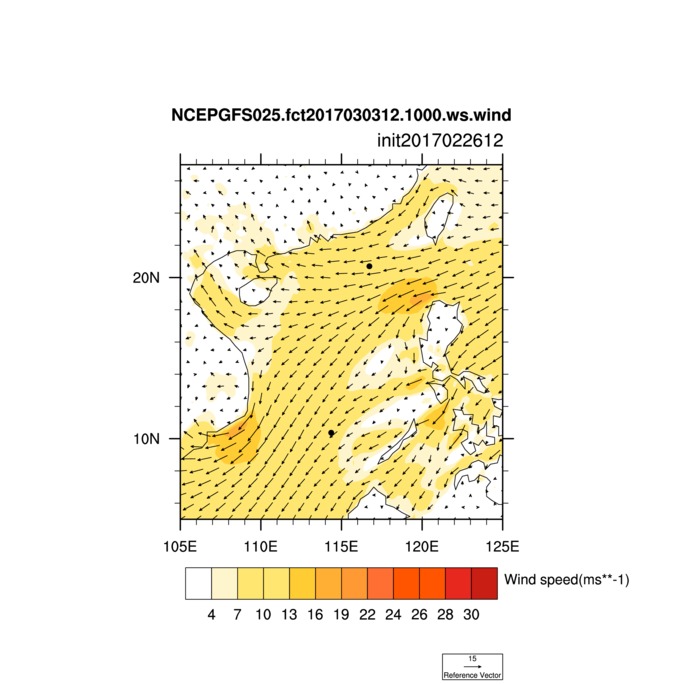 NCEPGFS025.fct2017030312.1000.ws.wind
init2017022612
20N
10N
105E 110E 115E 120E 125E
Wind speed(ms**-1)
4 7 10 13 16 19 22 24 26 28 30
15
Reference Vector